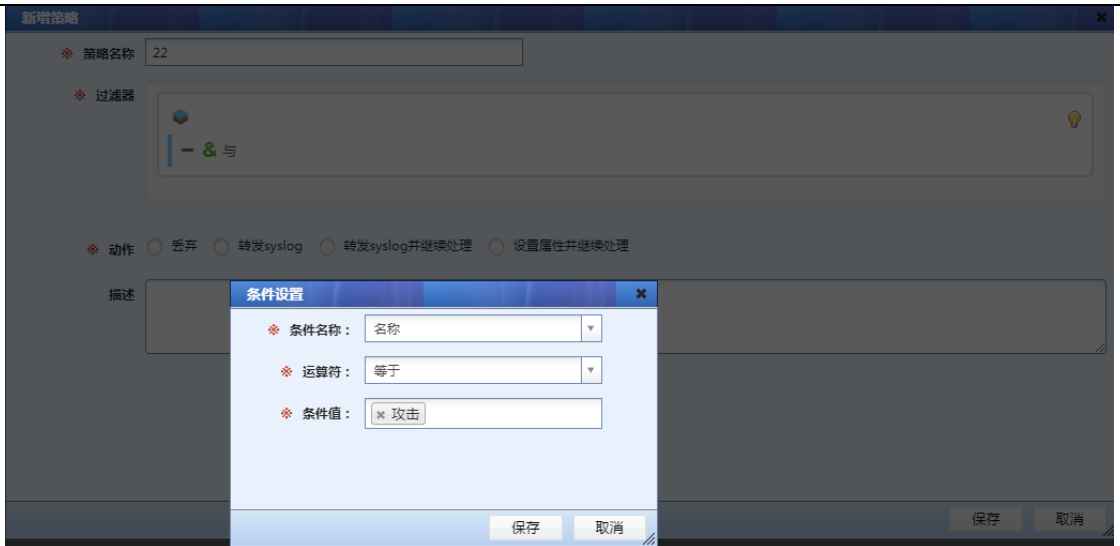 新增策略
※ 策略名称 22
※ 过滤器
与
※ 动作 丢弃 转发syslog 转发syslog并继续处理 设置属性并继续处理
描述
条件设置
※ 条件名称： 名称
※ 运算符： 等于
※ 条件值： 攻击
保存 取消
保存 取消